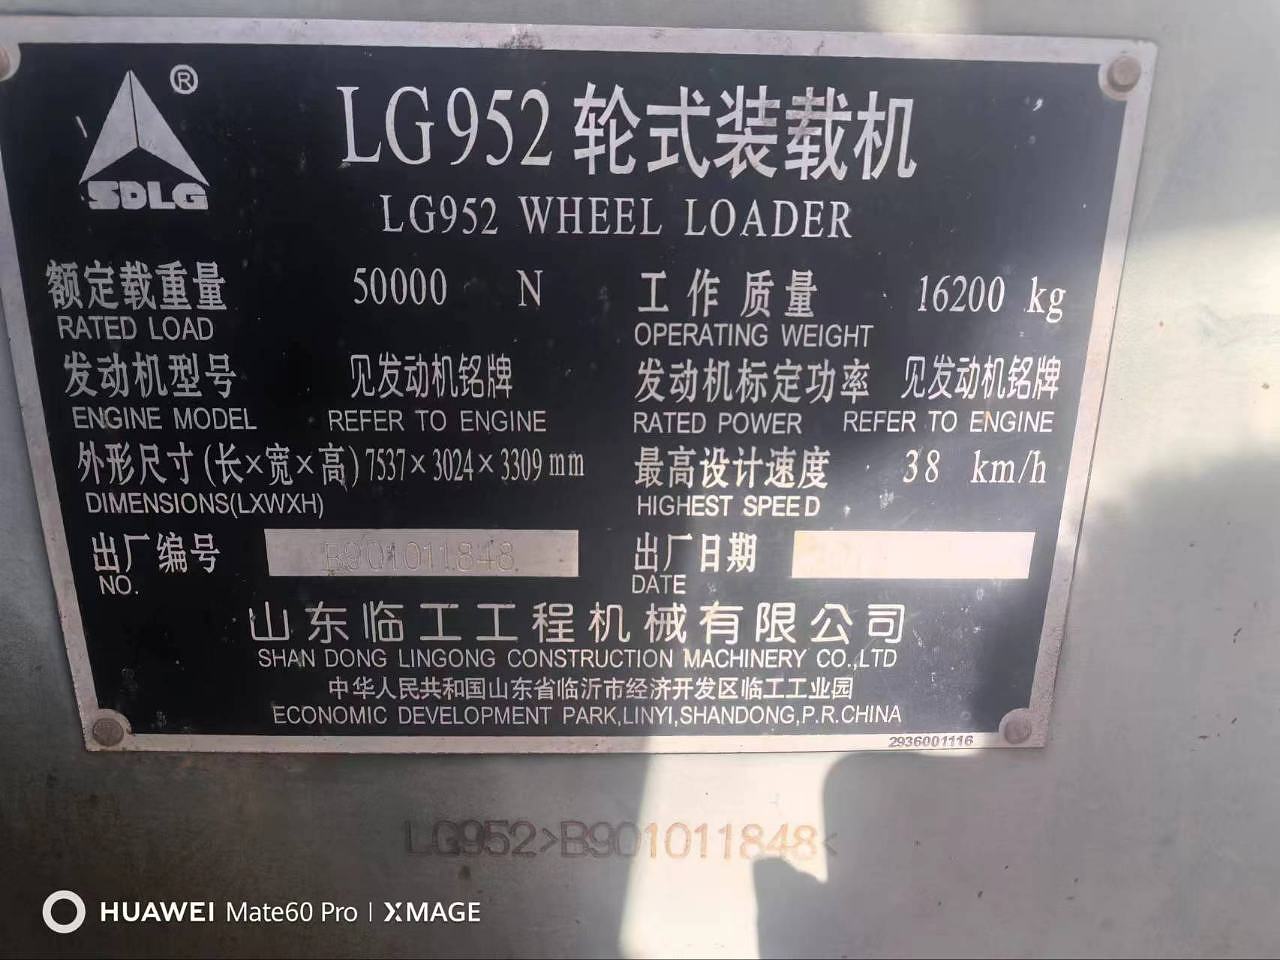 ®
SDLG
LG952 轮式装载机
LG952 WHEEL LOADER
额定载重量 50000 N 工作质量 16200 kg
RATED LOAD OPERATING WEIGHT
发动机型号 见发动机铭牌 发动机标定功率 见发动机铭牌
ENGINE MODEL REFER TO ENGINE RATED POWER REFER TO ENGINE
外形尺寸(长×宽×高)7537×3024×3309mm 最高设计速度 38 km/h
DIMENSIONS(LXWXH) HIGHEST SPEED
出厂编号 B901011848 出厂日期
NO. DATE
山东临工工程机械有限公司
SHAN DONG LINGONG CONSTRUCTION MACHINERY CO.,LTD
中华人民共和国山东省临沂市经济开发区临工工业园
ECONOMIC DEVELOPMENT PARK,LINYI,SHANDONG,P.R.CHINA
2936001116
LG952>B901011848<
HUAWEI Mate60 Pro | XMAGE